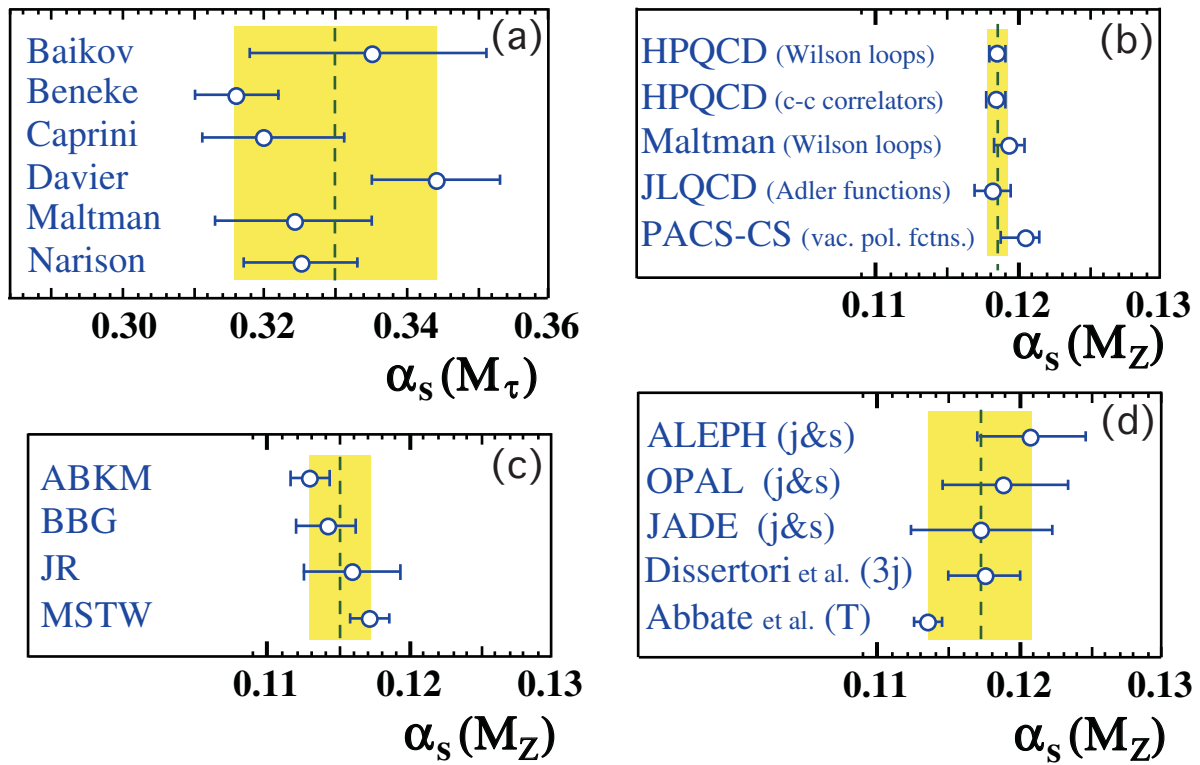 (a)
Baikov
Beneke
Caprini
Davier
Maltman
Narison
0.30 0.32 0.34 0.36
αs(Mτ)
(b)
HPQCD (Wilson loops)
HPQCD (c-c correlators)
Maltman (Wilson loops)
JLQCD (Adler functions)
PACS-CS (vac. pol. fctns.)
0.11 0.12 0.13
αs(MZ)
(c)
ABKM
BBG
JR
MSTW
0.11 0.12 0.13
αs(MZ)
(d)
ALEPH (j&s)
OPAL (j&s)
JADE (j&s)
Dissertori et al. (3j)
Abbate et al. (T)
0.11 0.12 0.13
αs(MZ)